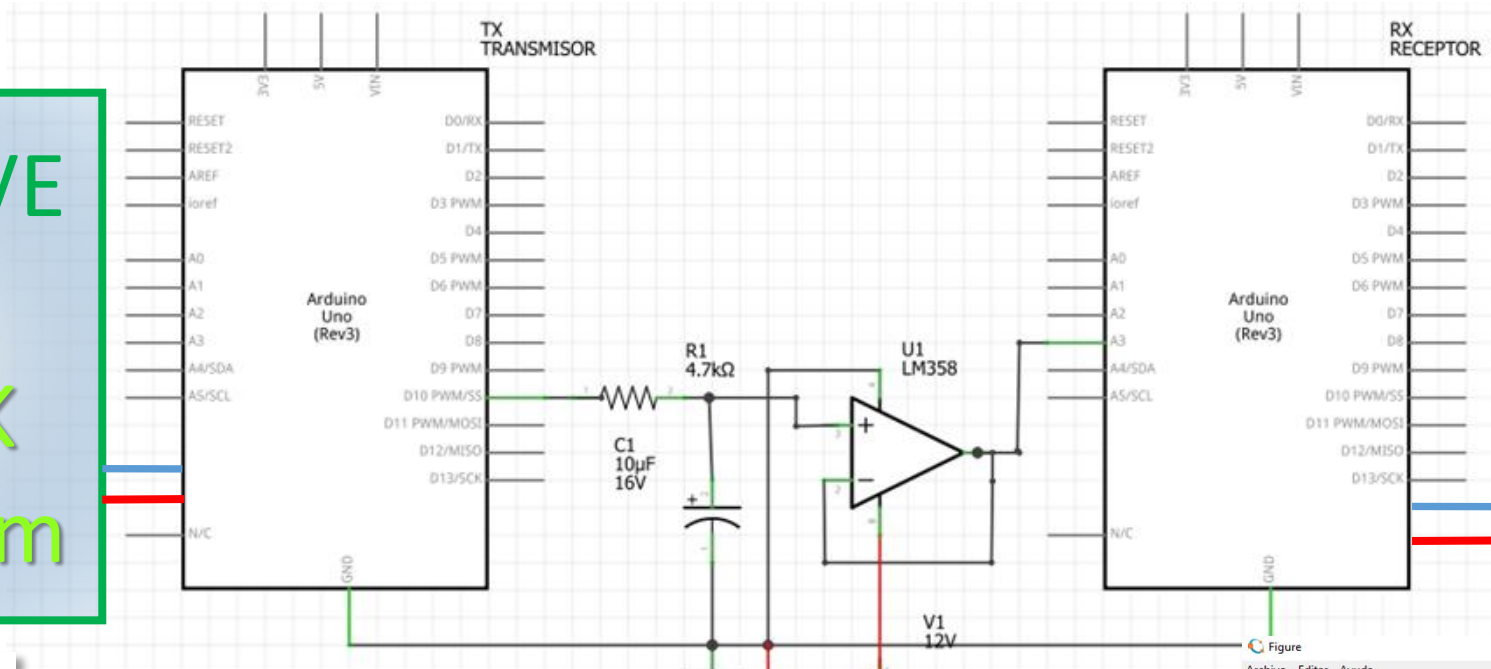 TX
TRANSMISOR
RX
RECEPTOR
3V3
5V
VIN
RESET
RESET2
AREF
ioref
A0
A1
A2
A3
A4/SDA
A5/SCL
N/C
Arduino
Uno
(Rev3)
D0/RX
D1/TX
D2
D3 PWM
D4
D5 PWM
D6 PWM
D7
D8
D9 PWM
D10 PWM/SS
D11 PWM/MOSI
D12/MISO
D13/SCK
GND
VE
K
m
R1
4.7kΩ
C1
10µF
16V
+
U1
LM358
+
−
V1
12V
3V3
5V
VIN
RESET
RESET2
AREF
ioref
A0
A1
A2
A3
A4/SDA
A5/SCL
N/C
Arduino
Uno
(Rev3)
D0/RX
D1/TX
D2
D3 PWM
D4
D5 PWM
D6 PWM
D7
D8
D9 PWM
D10 PWM/SS
D11 PWM/MOSI
D12/MISO
D13/SCK
GND
Figure
Archivo Editar Ayuda